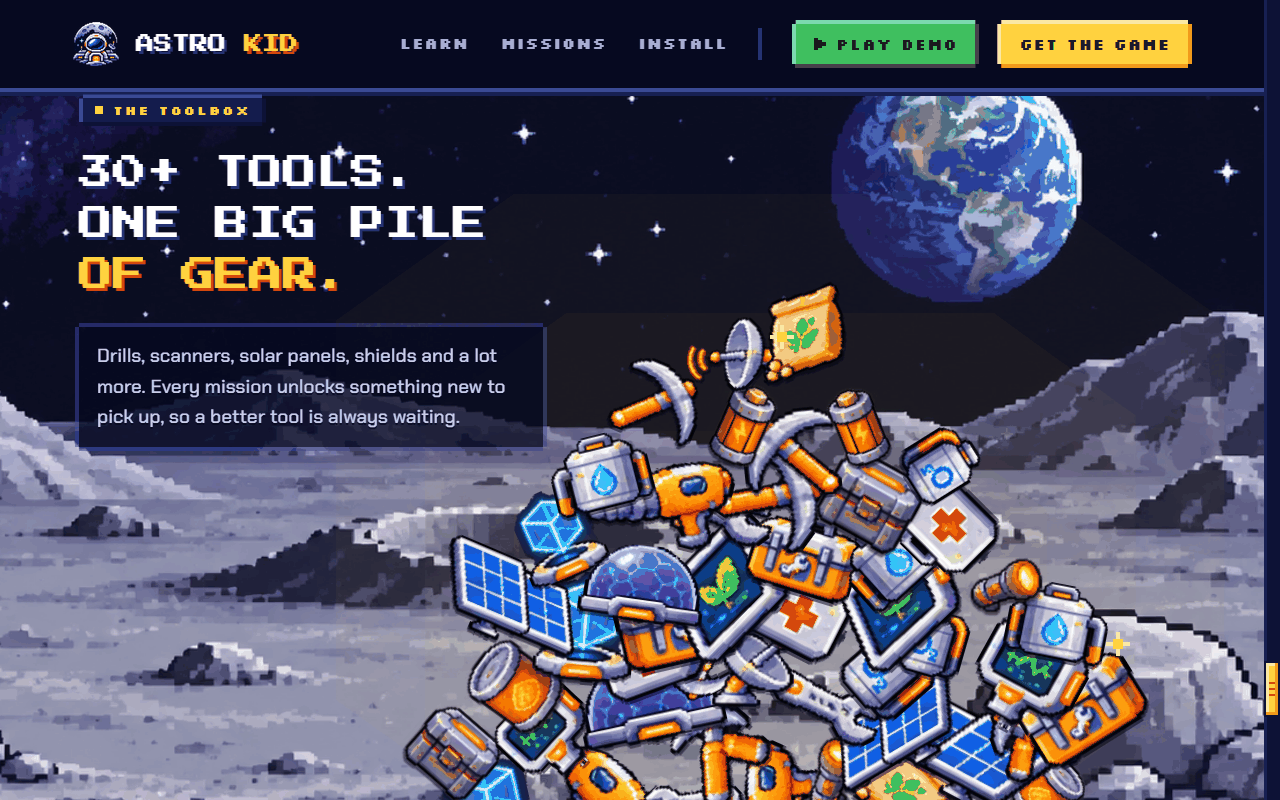 ASTRO KID
LEARN
MISSIONS
INSTALL
PLAY DEMO
GET THE GAME
THE TOOLBOX
30+ TOOLS.
ONE BIG PILE
OF GEAR.
Drills, scanners, solar panels, shields and a lot
more. Every mission unlocks something new to
pick up, so a better tool is always waiting.